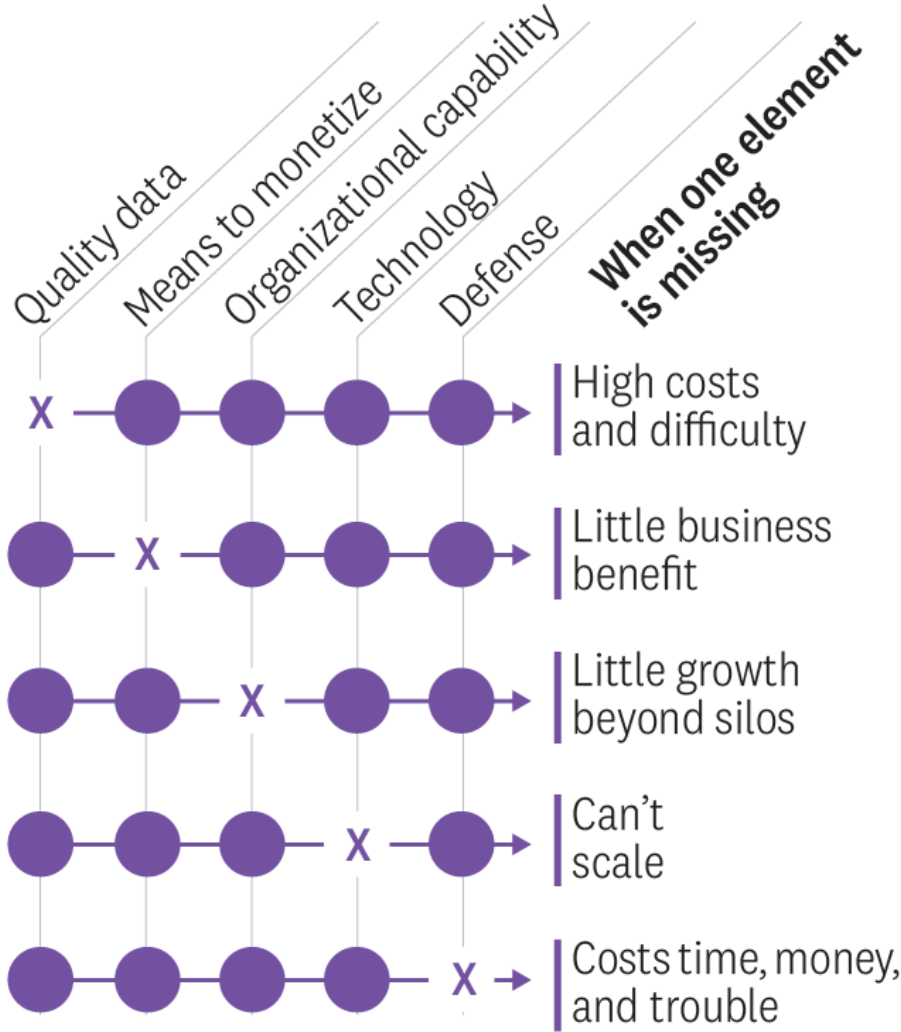 Quality data
Means to monetize
Organizational capability
Technology
Defense
When one element
is missing
X
High costs
and difficulty
X
Little business
benefit
X
Little growth
beyond silos
X
Can’t
scale
X
Costs time, money,
and trouble